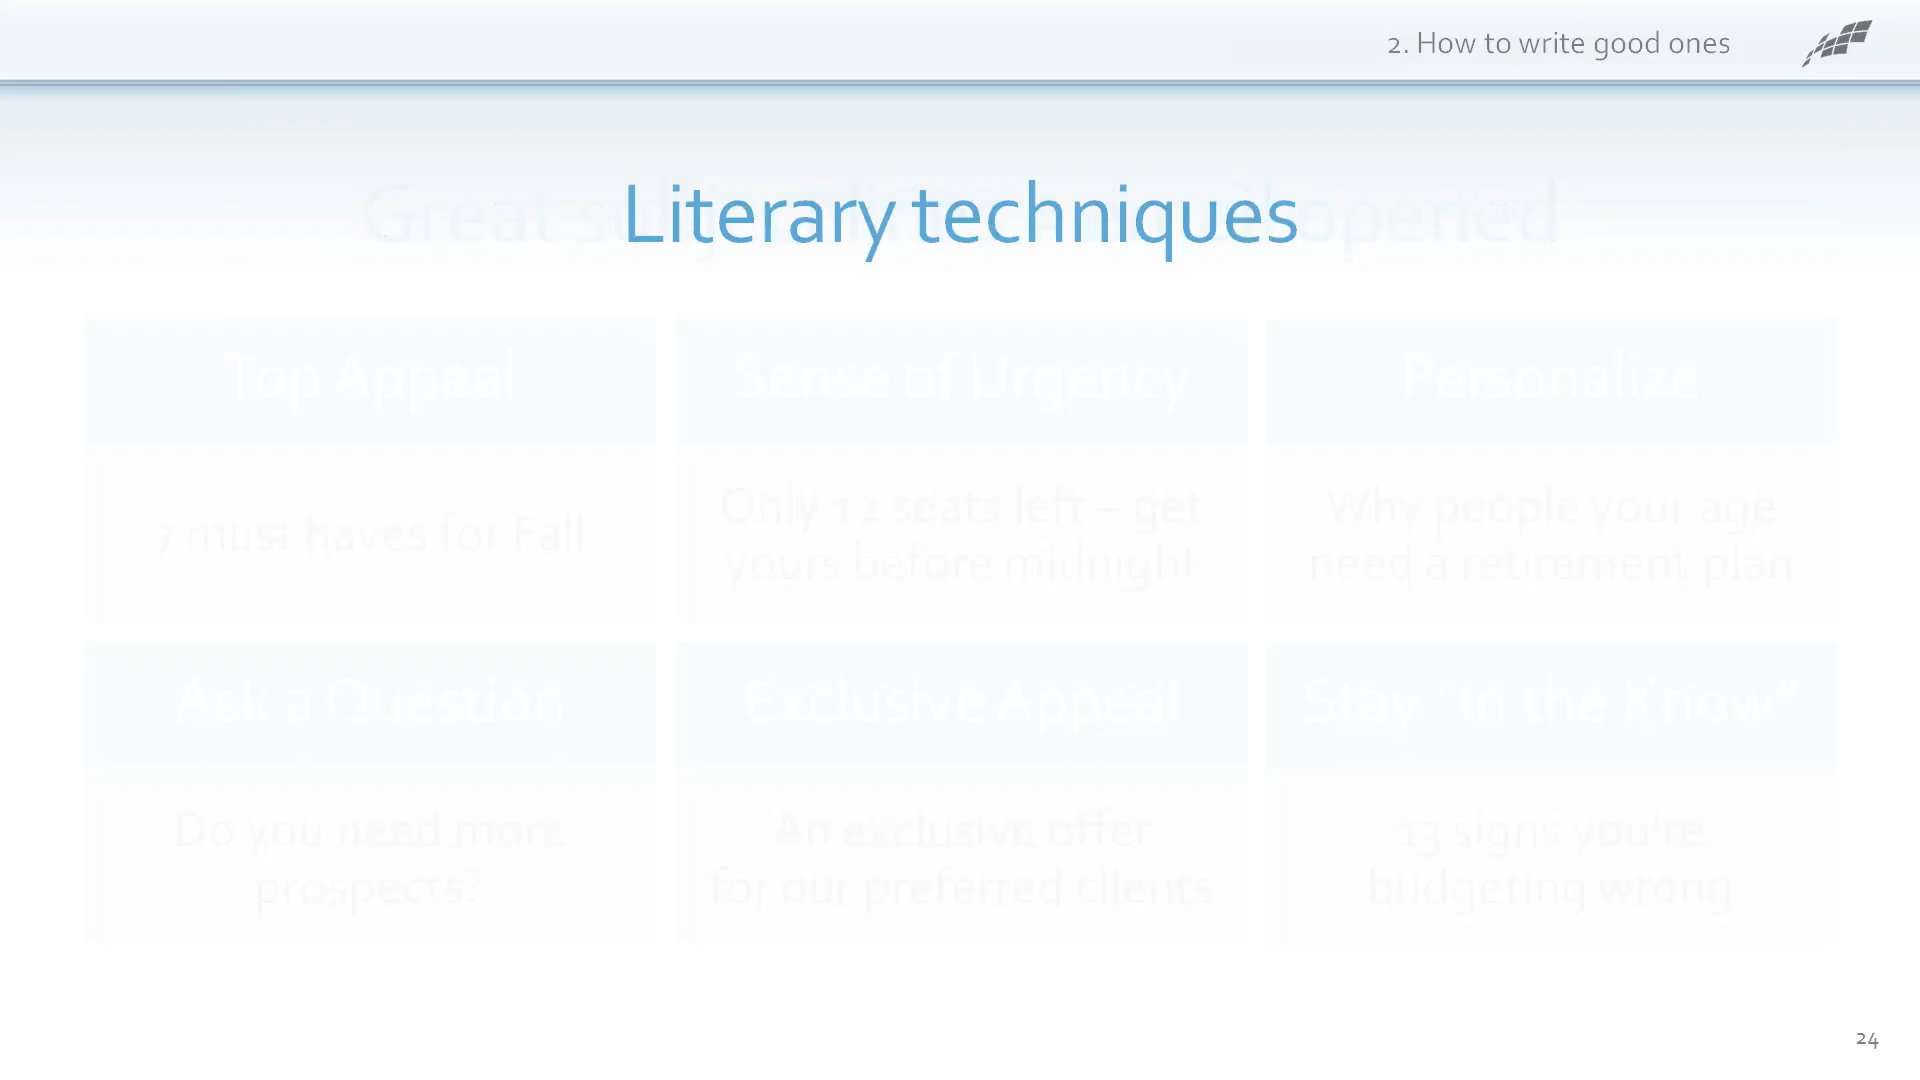 2. How to write good ones
Literary techniques
Top Appeal
Sense of Urgency
Personalize
7 must haves for Fall
Only 12 seats left – get
yours before midnight
Why people your age
need a retirement plan
Ask a Question
Exclusive Appeal
Stay "In the Know"
Do you need more
prospects?
An exclusive offer
for our preferred clients
13 signs you're
budgeting wrong
24